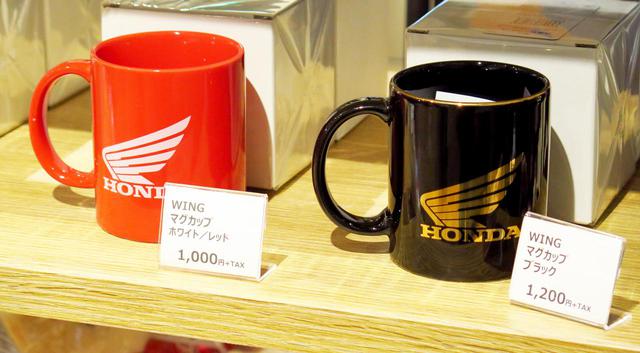 HONDA
WING
マグカップ
ホワイト／レッド
1,000円+TAX
HONDA
WING
マグカップ
ブラック
1,200円+TAX